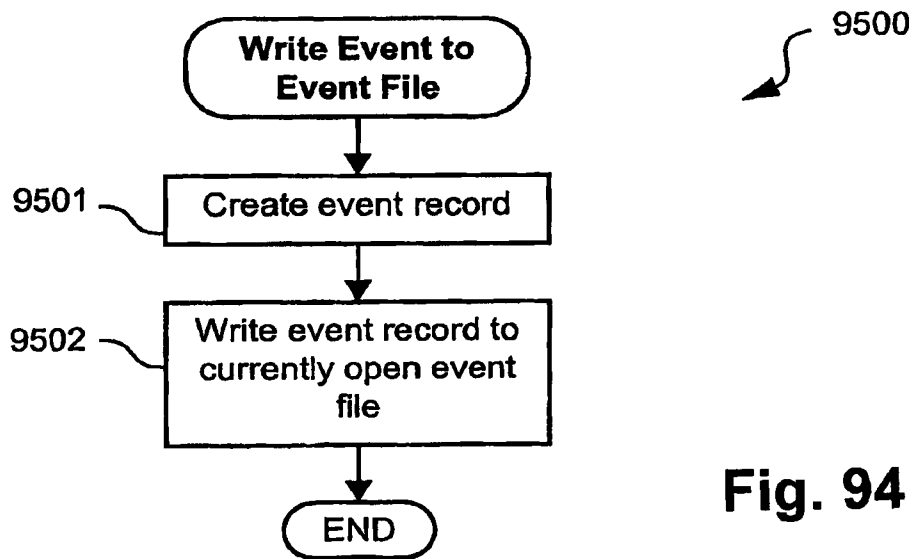 9500
Write Event to
Event File
9501
Create event record
9502
Write event record to
currently open event
file
END
Fig. 94